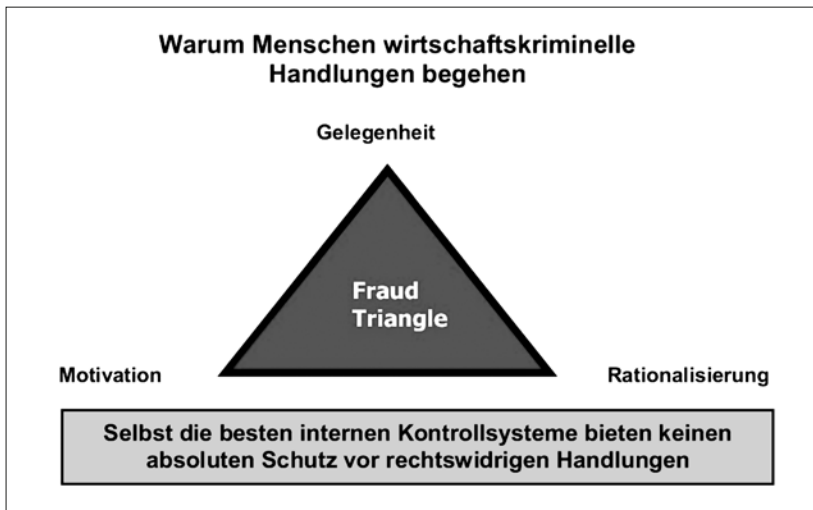 Warum Menschen wirtschaftskriminelle
Handlungen begehen
Gelegenheit
Fraud
Triangle
Motivation
Rationalisierung
Selbst die besten internen Kontrollsysteme bieten keinen
absoluten Schutz vor rechtswidrigen Handlungen